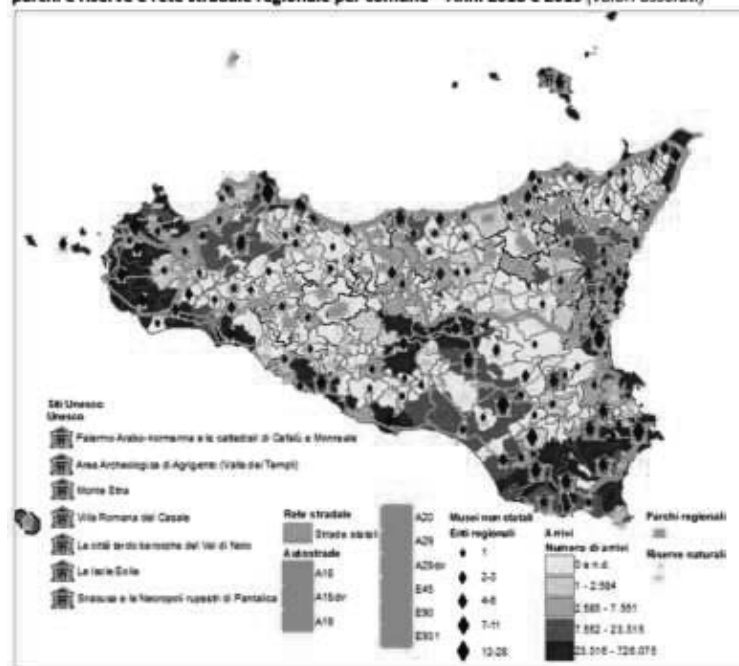 parchi e riserve e rete stradale regionale per comune - Anni 2018 e 2019 (valori assoluti)
Siti Unesco
Unesco
Palermo Arabo-normanna e le cattedrali di Cefalù e Monreale
Area Archeologica di Agrigento (Valle dei Templi)
Monte Etna
Villa Romana del Casale
Le città tardo barocche del Val di Noto
Le Isole Eolie
Siracusa e la Necropoli rupestri di Pantalica
Rete stradale
Strade statali
Autostrade
A18
A18dir
A19
A20
A29
A29dir
E45
E90
E931
Musei non statali
Enti regionali
1
2-3
4-6
7-11
12-28
Arrivi
Numero di arrivi
0 e n.d.
1 - 2.584
2.585 - 7.551
7.552 - 23.315
23.316 - 726.075
Parchi regionali
Riserve naturali